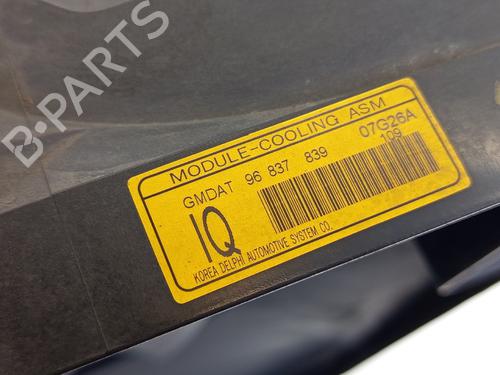 B-PARTS
MODULE-COOLING ASM
GMDAT 96 837 839 07G26A
109
IQ
KOREA DELPHI AUTOMOTIVE SYSTEM CO.